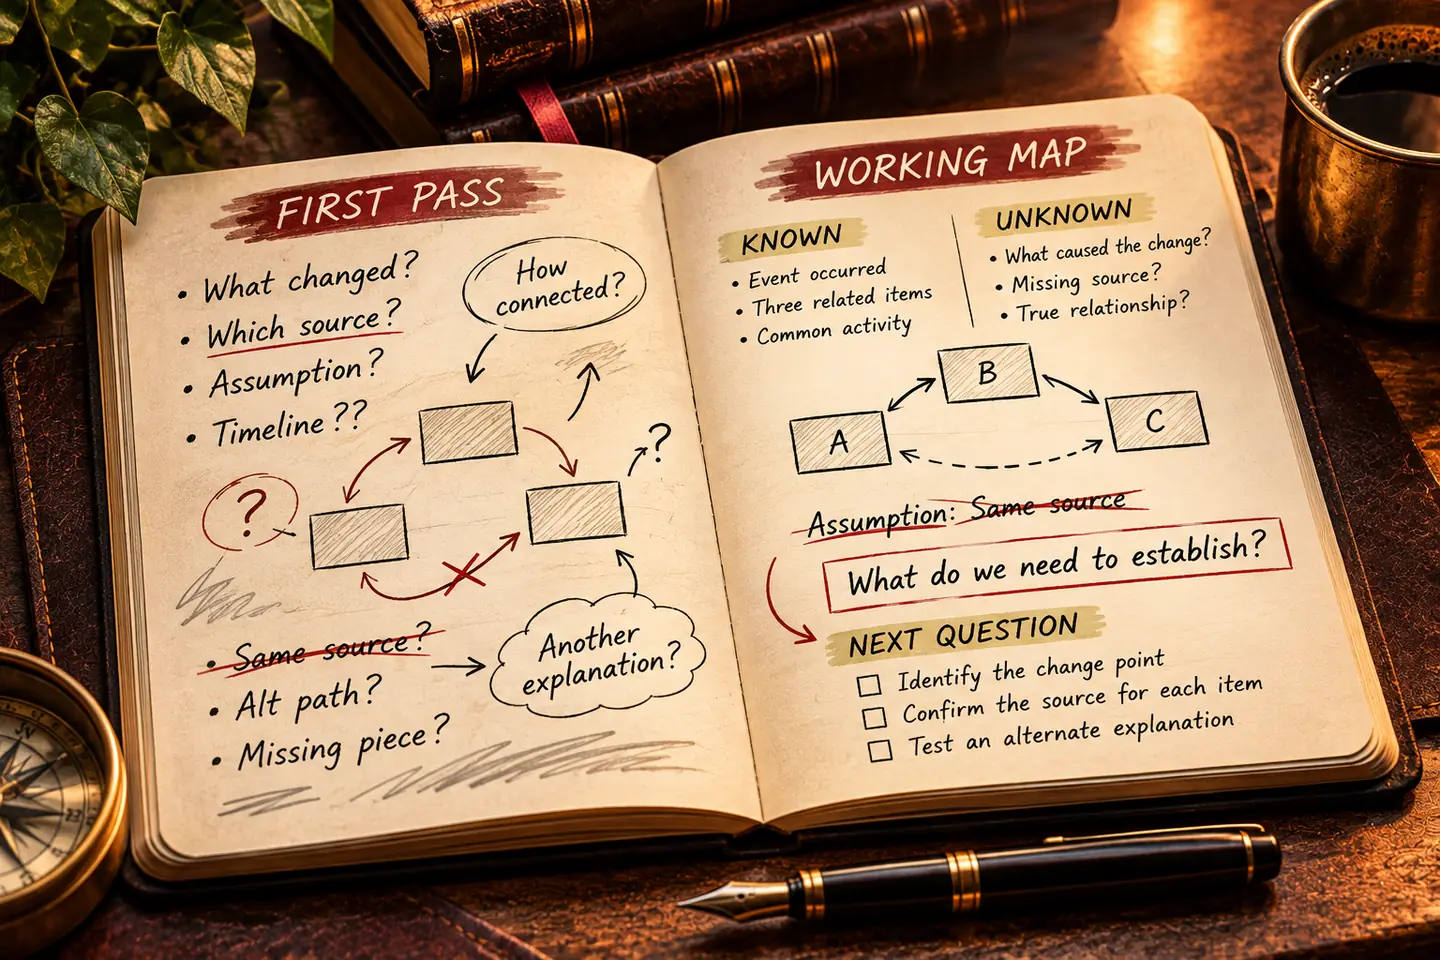 FIRST PASS
• What changed?
• Which source?
• Assumption?
• Timeline??
How
connected?
?
?
• Same source?
• Alt path?
• Missing piece?
Another
explanation?
WORKING MAP
KNOWN
• Event occurred
• Three related items
• Common activity
UNKNOWN
• What caused the change?
• Missing source?
• True relationship?
A
B
C
Assumption: Same source
What do we need to establish?
NEXT QUESTION
Identify the change point
Confirm the source for each item
Test an alternate explanation